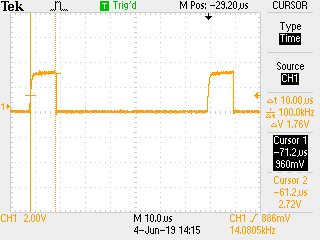 Tek Trig'd M Pos: -29.20µs CURSOR
Type
Time
Source
CH1
Δt 10.00µs
1/Δt 100.0kHz
ΔV 1.76V
1
Cursor 1
-71.2µs
960mV
Cursor 2
-61.2µs
2.72V
CH1 2.00V M 10.0µs CH1 886mV
4-Jun-19 14:15 14.0805kHz